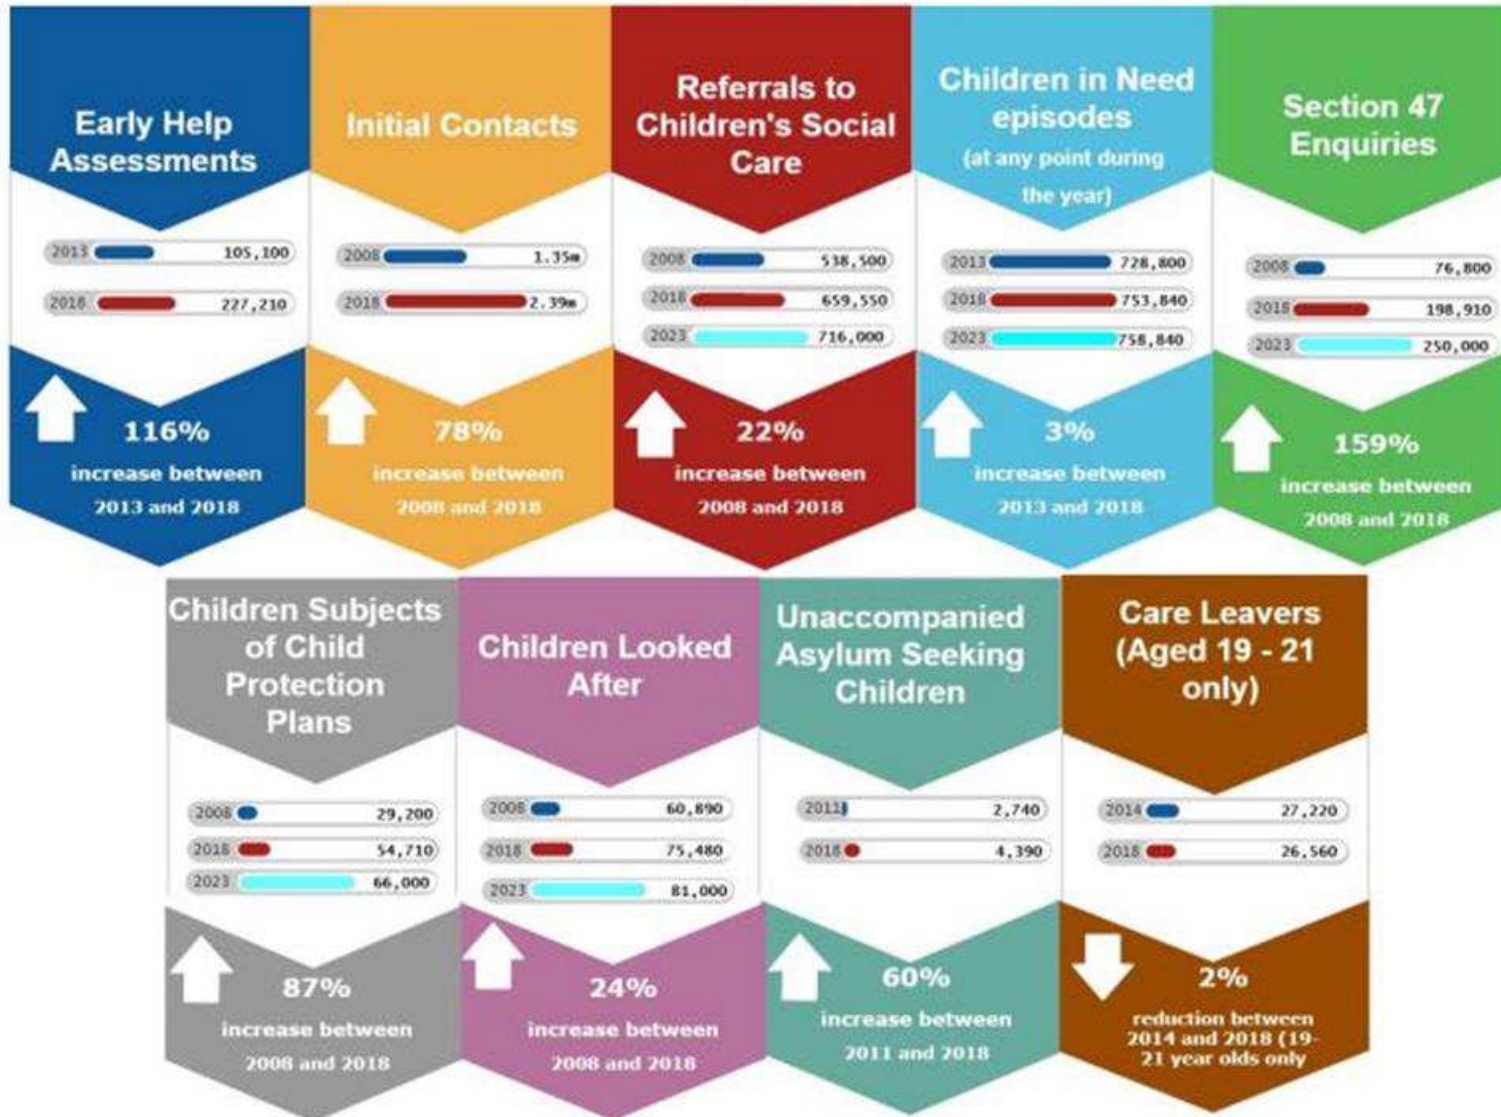 Early Help
Assessments
2013 105,100
2018 227,210
116%
increase between
2013 and 2018
Initial Contacts
2008 1.35m
2018 2.39m
78%
increase between
2008 and 2018
Referrals to
Children's Social
Care
2008 538,500
2018 659,550
2023 716,000
22%
increase between
2008 and 2018
Children in Need
episodes
(at any point during
the year)
2013 728,800
2018 753,840
2023 758,840
3%
increase between
2013 and 2018
Section 47
Enquiries
2008 76,800
2018 198,910
2023 250,000
159%
increase between
2008 and 2018
Children Subjects
of Child
Protection
Plans
2008 29,200
2018 54,710
2023 66,000
87%
increase between
2008 and 2018
Children Looked
After
2008 60,890
2018 75,480
2023 81,000
24%
increase between
2008 and 2018
Unaccompanied
Asylum Seeking
Children
2011 2,740
2018 4,390
60%
increase between
2011 and 2018
Care Leavers
(Aged 19 - 21
only)
2014 27,220
2018 26,560
2%
reduction between
2014 and 2018 (19-
21 year olds only